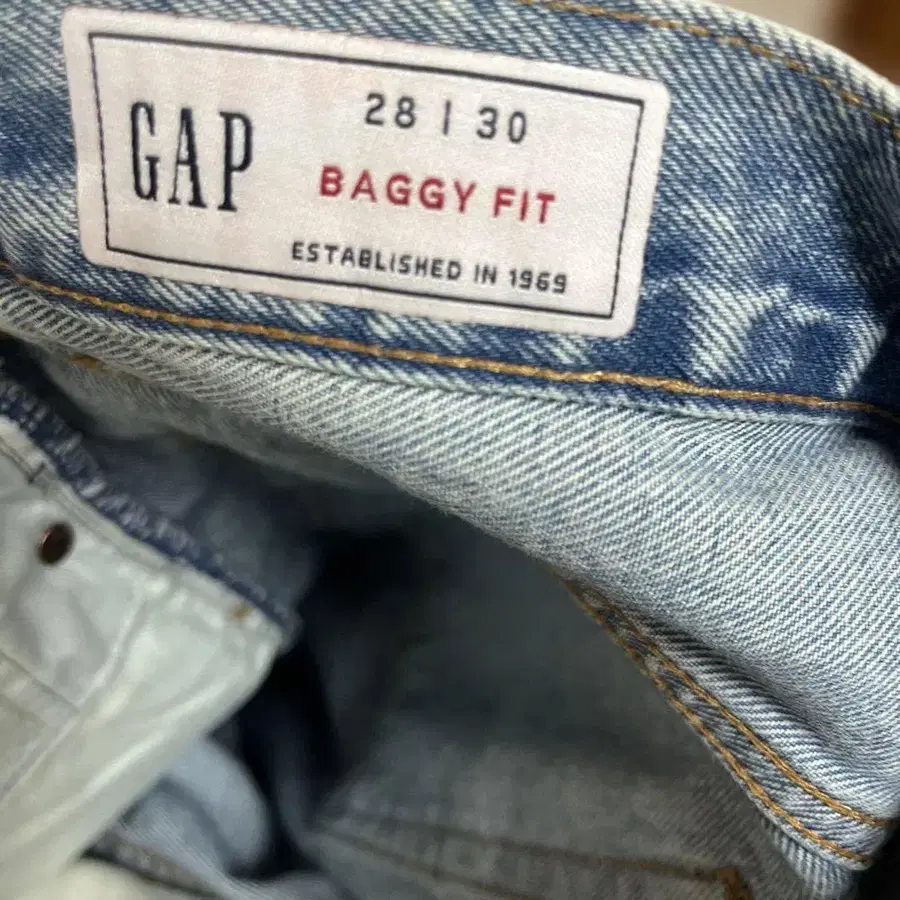 GAP
28 | 30
BAGGY FIT
ESTABLISHED IN 1969